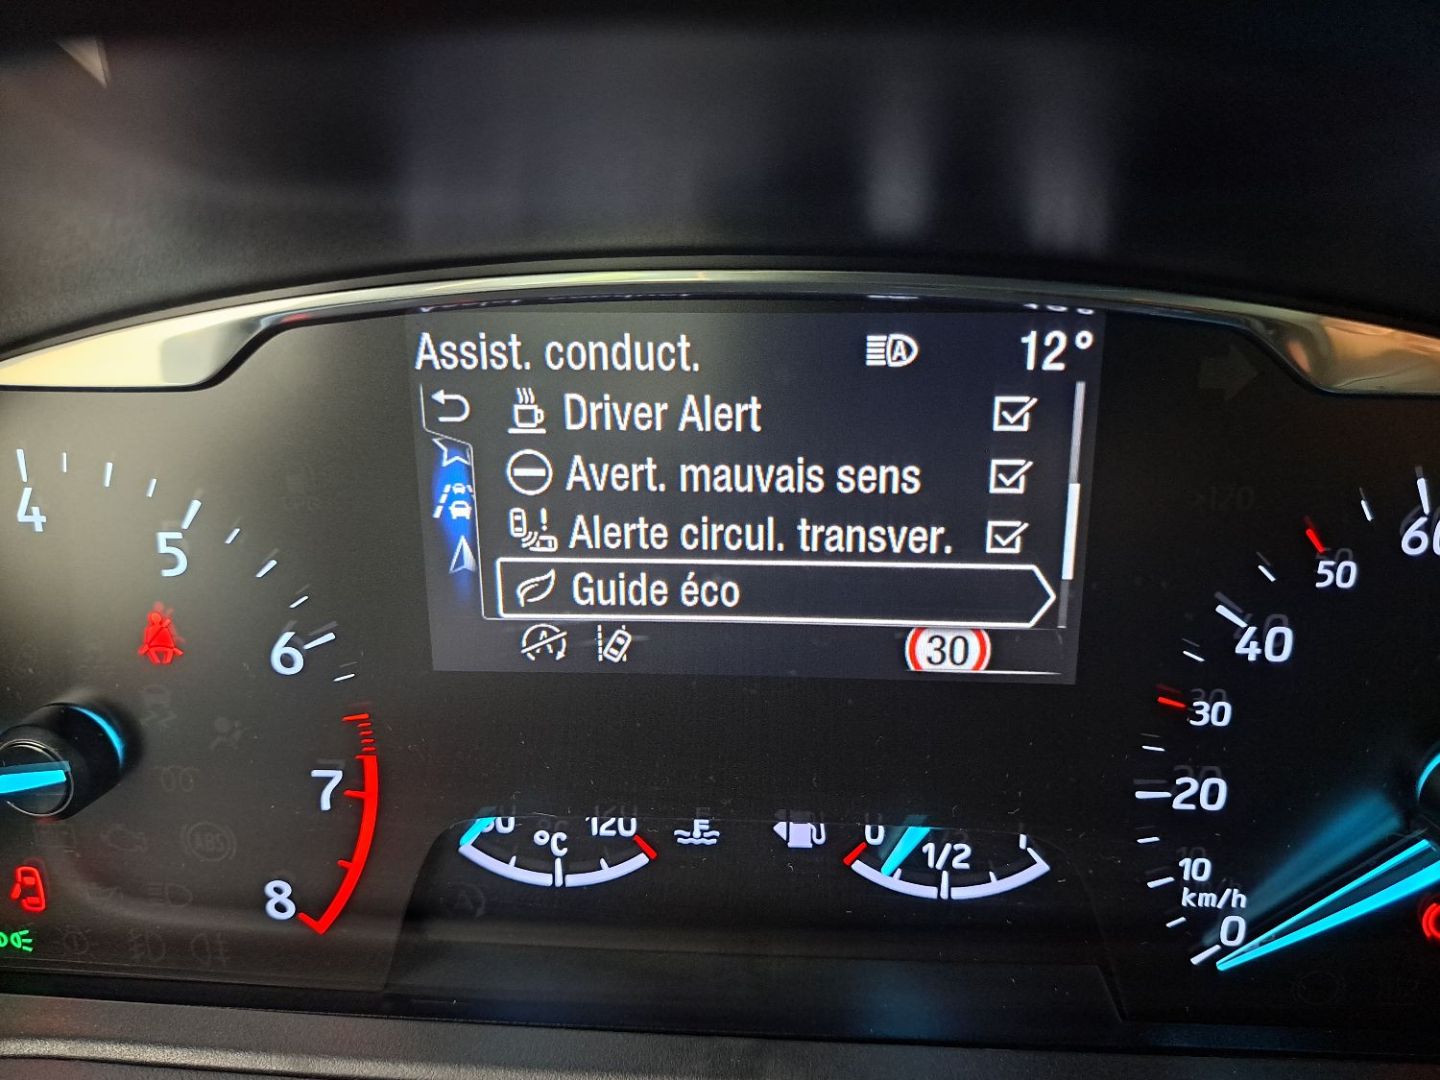 Assist. conduct. 12°
Driver Alert
Avert. mauvais sens
Alerte circul. transver.
Guide éco
A
30
4
5
6
7
8
°C
120
0
1/2
60
50
40
30
20
10
km/h
0